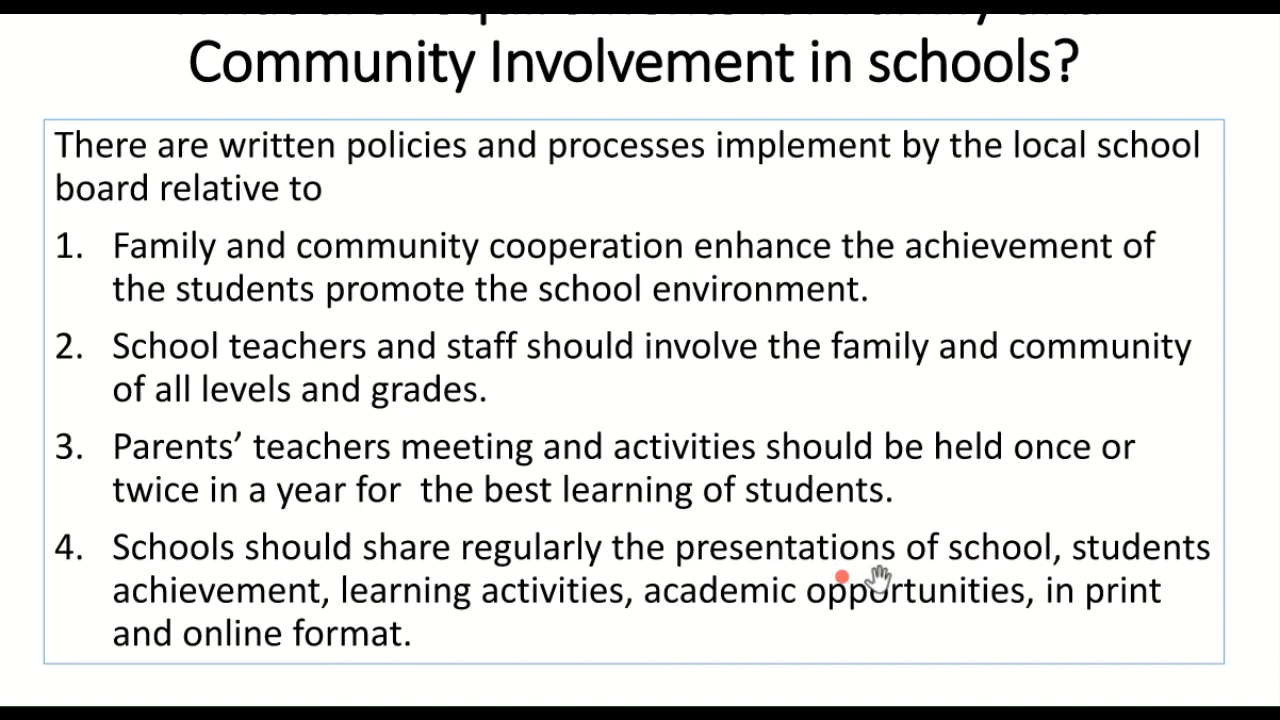 Community Involvement in schools?
There are written policies and processes implement by the local school
board relative to
1. Family and community cooperation enhance the achievement of
the students promote the school environment.
2. School teachers and staff should involve the family and community
of all levels and grades.
3. Parents’ teachers meeting and activities should be held once or
twice in a year for the best learning of students.
4. Schools should share regularly the presentations of school, students
achievement, learning activities, academic opportunities, in print
and online format.